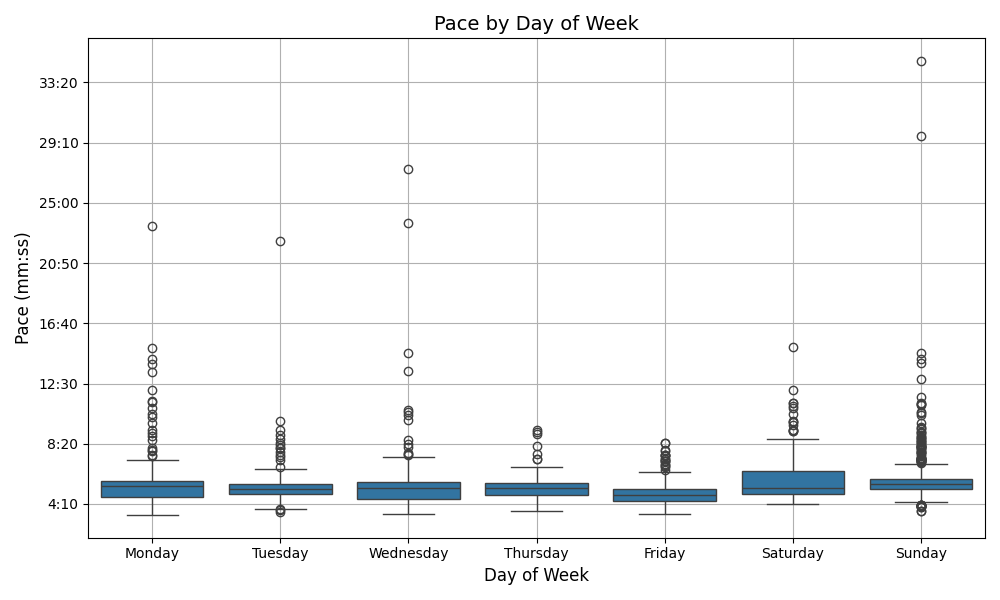 Pace by Day of Week
33:20
29:10
25:00
20:50
16:40
12:30
8:20
4:10
Pace (mm:ss)
Monday Tuesday Wednesday Thursday Friday Saturday Sunday
Day of Week